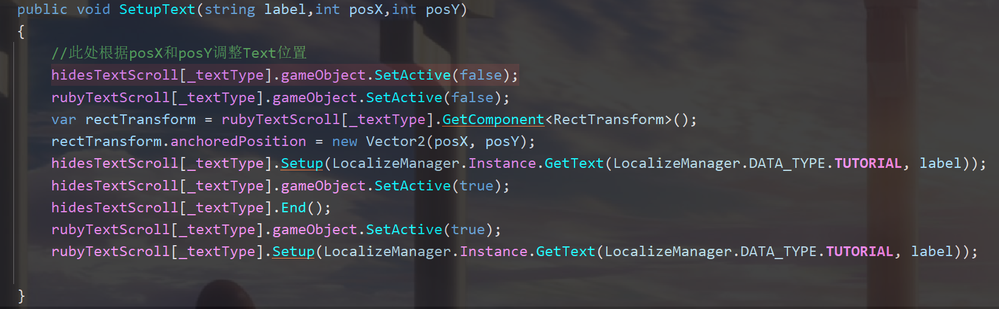 public void SetupText(string label,int posX,int posY)
{
//此处根据posX和posY调整Text位置
hidesTextScroll[_textType].gameObject.SetActive(false);
rubyTextScroll[_textType].gameObject.SetActive(false);
var rectTransform = rubyTextScroll[_textType].GetComponent<RectTransform>();
rectTransform.anchoredPosition = new Vector2(posX, posY);
hidesTextScroll[_textType].Setup(LocalizeManager.Instance.GetText(LocalizeManager.DATA_TYPE.TUTORIAL, label));
hidesTextScroll[_textType].gameObject.SetActive(true);
hidesTextScroll[_textType].End();
rubyTextScroll[_textType].gameObject.SetActive(true);
rubyTextScroll[_textType].Setup(LocalizeManager.Instance.GetText(LocalizeManager.DATA_TYPE.TUTORIAL, label));
}